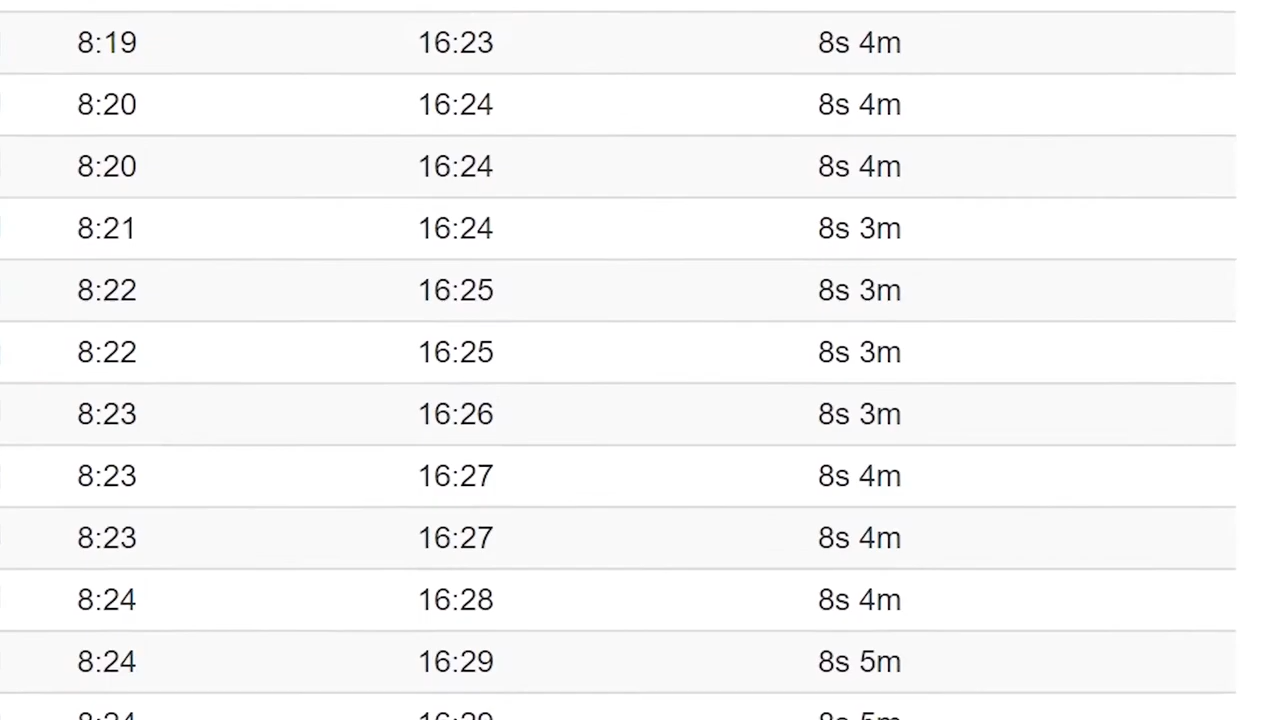 8:19 16:23 8s 4m
8:20 16:24 8s 4m
8:20 16:24 8s 4m
8:21 16:24 8s 3m
8:22 16:25 8s 3m
8:22 16:25 8s 3m
8:23 16:26 8s 3m
8:23 16:27 8s 4m
8:23 16:27 8s 4m
8:24 16:28 8s 4m
8:24 16:29 8s 5m
8:24 16:29 8s 5m